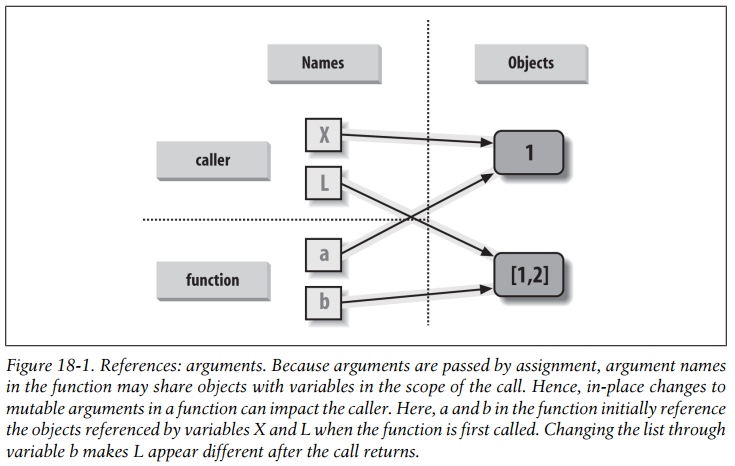 Names
Objects
X
1
caller
L
a
function
[1,2]
b
Figure 18-1. References: arguments. Because arguments are passed by assignment, argument names
in the function may share objects with variables in the scope of the call. Hence, in-place changes to
mutable arguments in a function can impact the caller. Here, a and b in the function initially reference
the objects referenced by variables X and L when the function is first called. Changing the list through
variable b makes L appear different after the call returns.